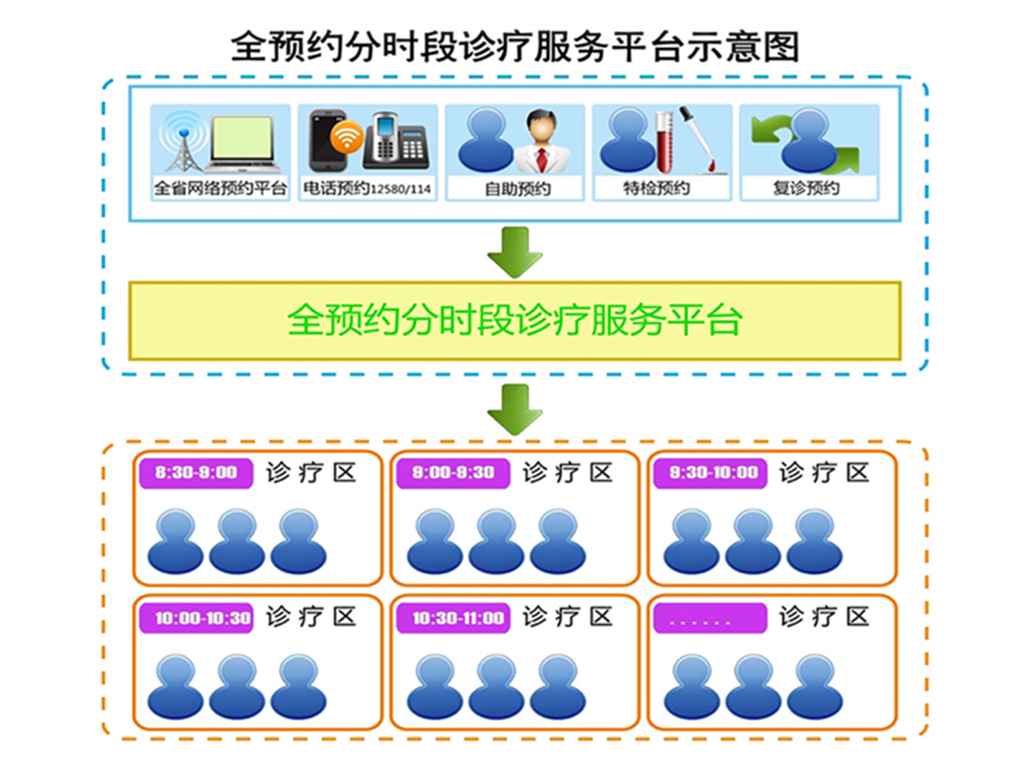 全预约分时段诊疗服务平台示意图
全省网络预约平台
电话预约12580/114
自助预约
特检预约
复诊预约
全预约分时段诊疗服务平台
8:30-9:00 诊疗区
9:00-9:30 诊疗区
9:30-10:00 诊疗区
10:00-10:30 诊疗区
10:30-11:00 诊疗区
...... 诊疗区